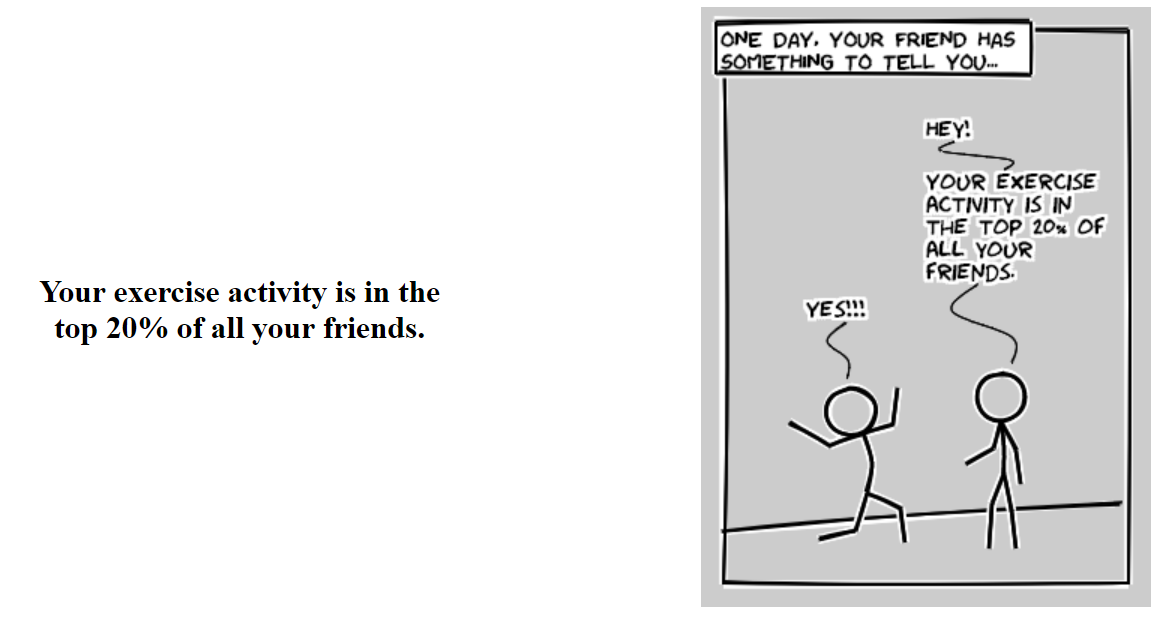 Your exercise activity is in the
top 20% of all your friends.
ONE DAY, YOUR FRIEND HAS
SOMETHING TO TELL YOU...
HEY!
YOUR EXERCISE
ACTIVITY IS IN
THE TOP 20% OF
ALL YOUR
FRIENDS.
YES!!!